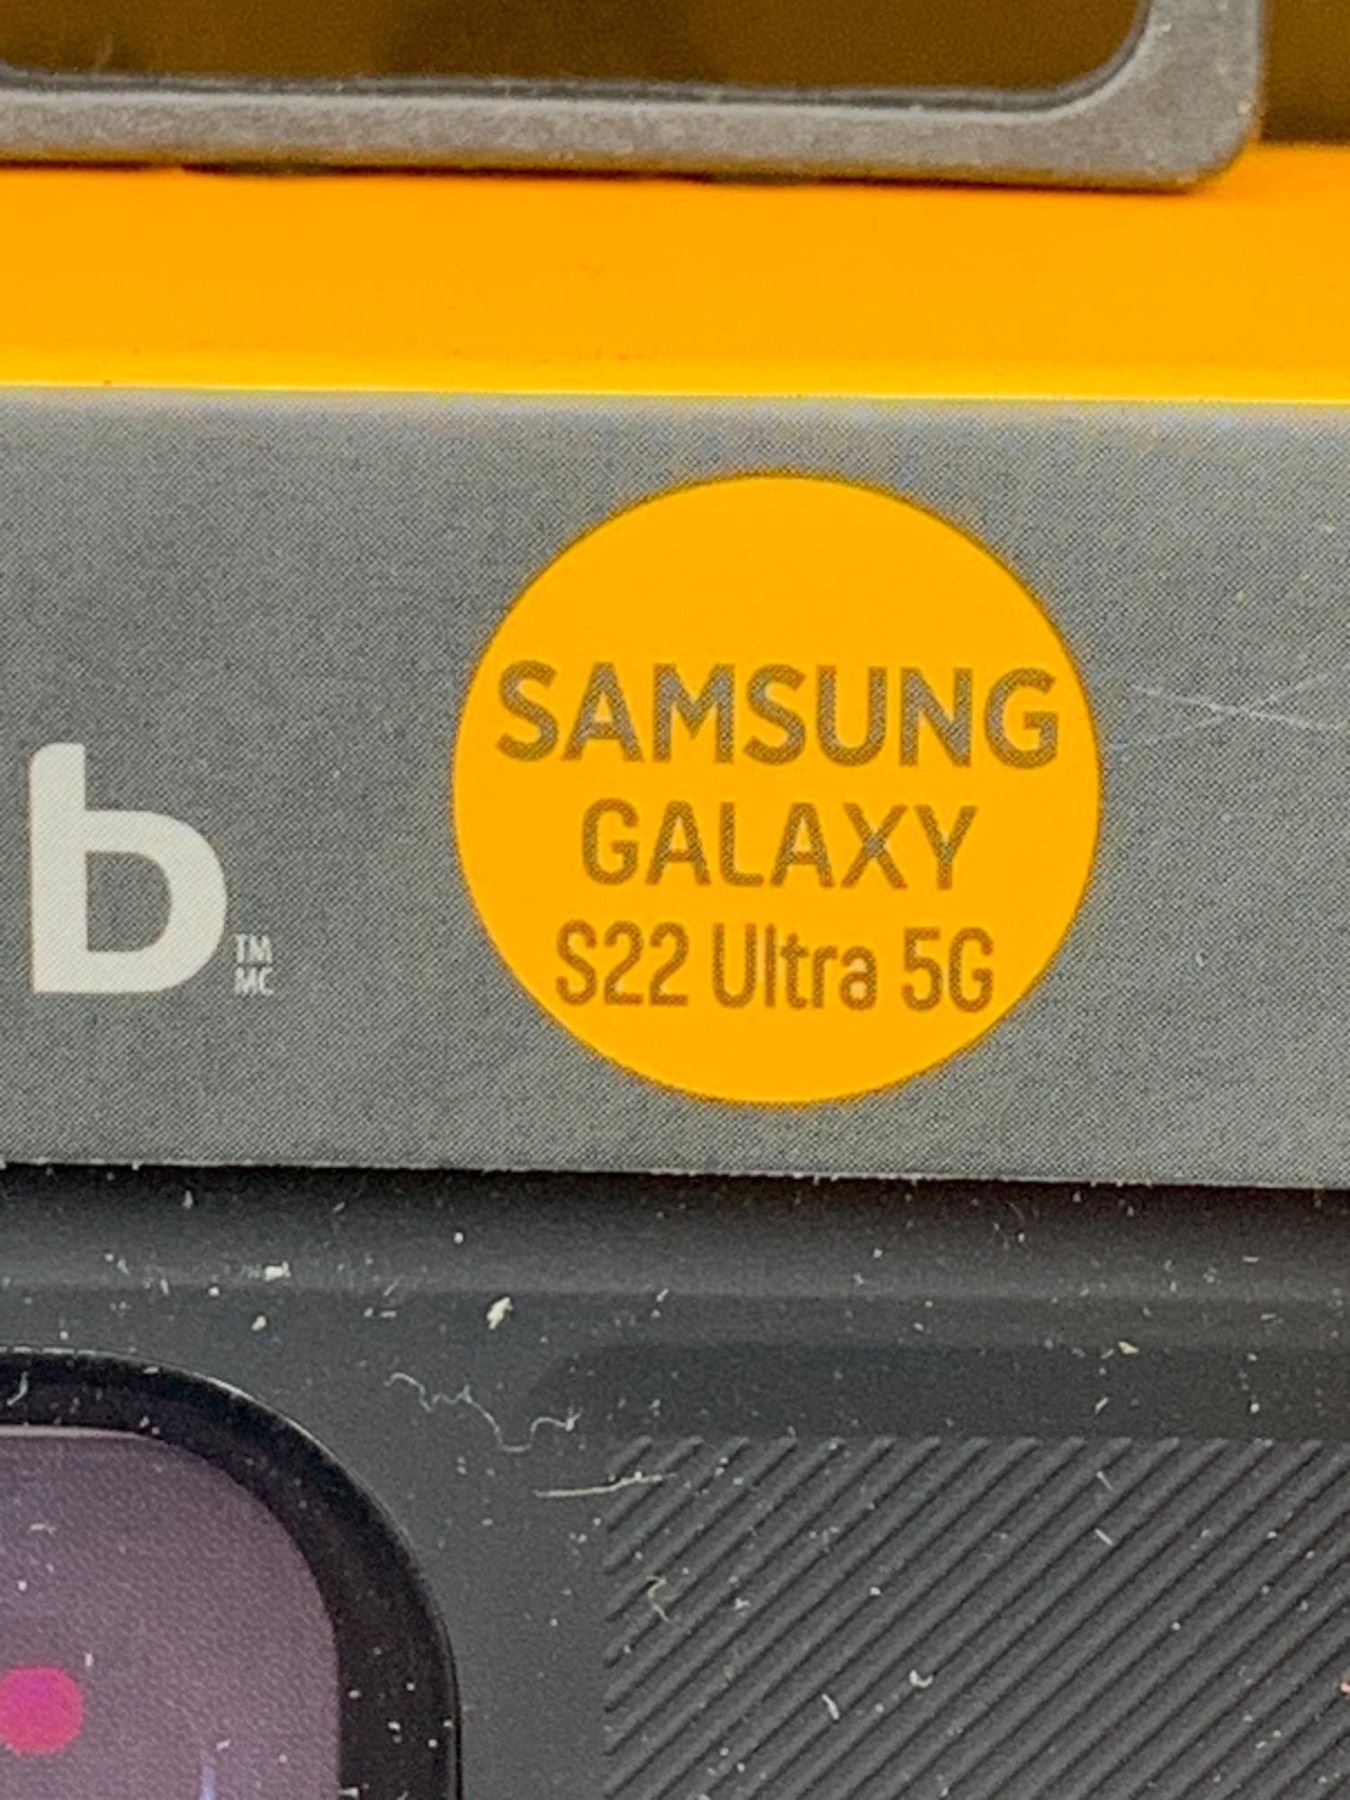 b
TM
MC
SAMSUNG
GALAXY
S22 Ultra 5G